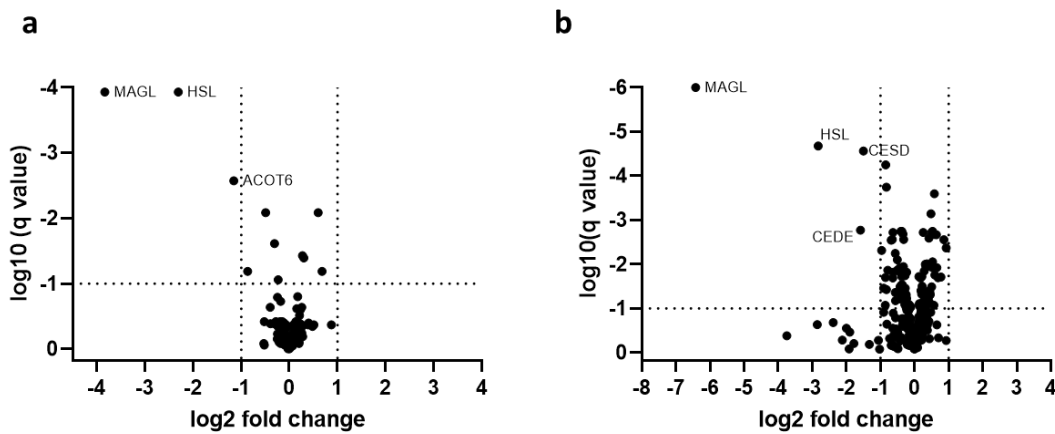 a
b
-4
MAGL
HSL
-3
ACOT6
-2
-1
0
log10 (q value)
-4 -3 -2 -1 0 1 2 3 4
log2 fold change
-6
MAGL
-5
HSL
CESD
-4
-3
CEDE
-2
-1
0
log10(q value)
-8 -7 -6 -5 -4 -3 -2 -1 0 1 2 3 4
log2 fold change